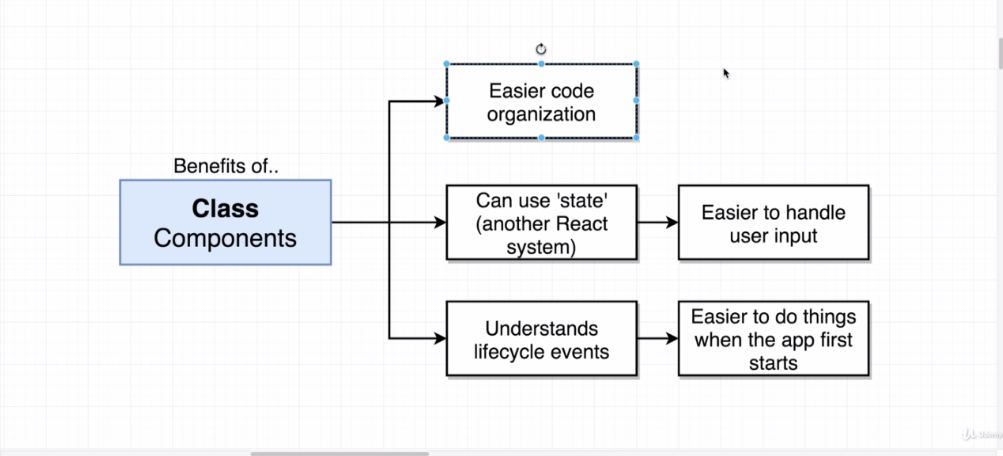 Easier code
organization
Benefits of..
Class
Components
Can use 'state'
(another React
system)
Easier to handle
user input
Understands
lifecycle events
Easier to do things
when the app first
starts
Udemy